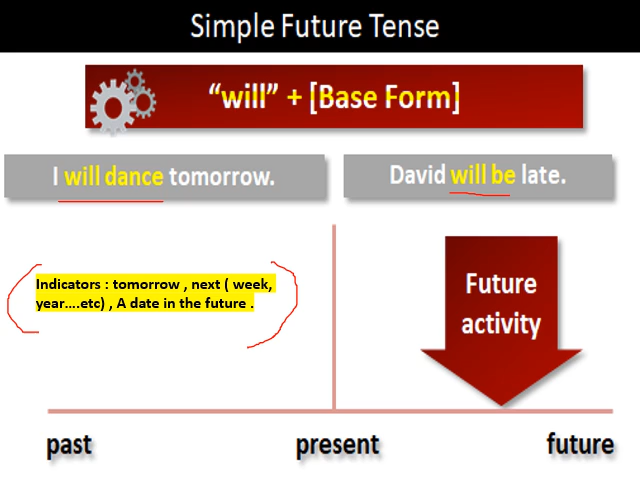 Simple Future Tense
“will” + [Base Form]
I will dance tomorrow.
David will be late.
Indicators : tomorrow , next ( week,
year....etc) , A date in the future .
Future
activity
past
present
future